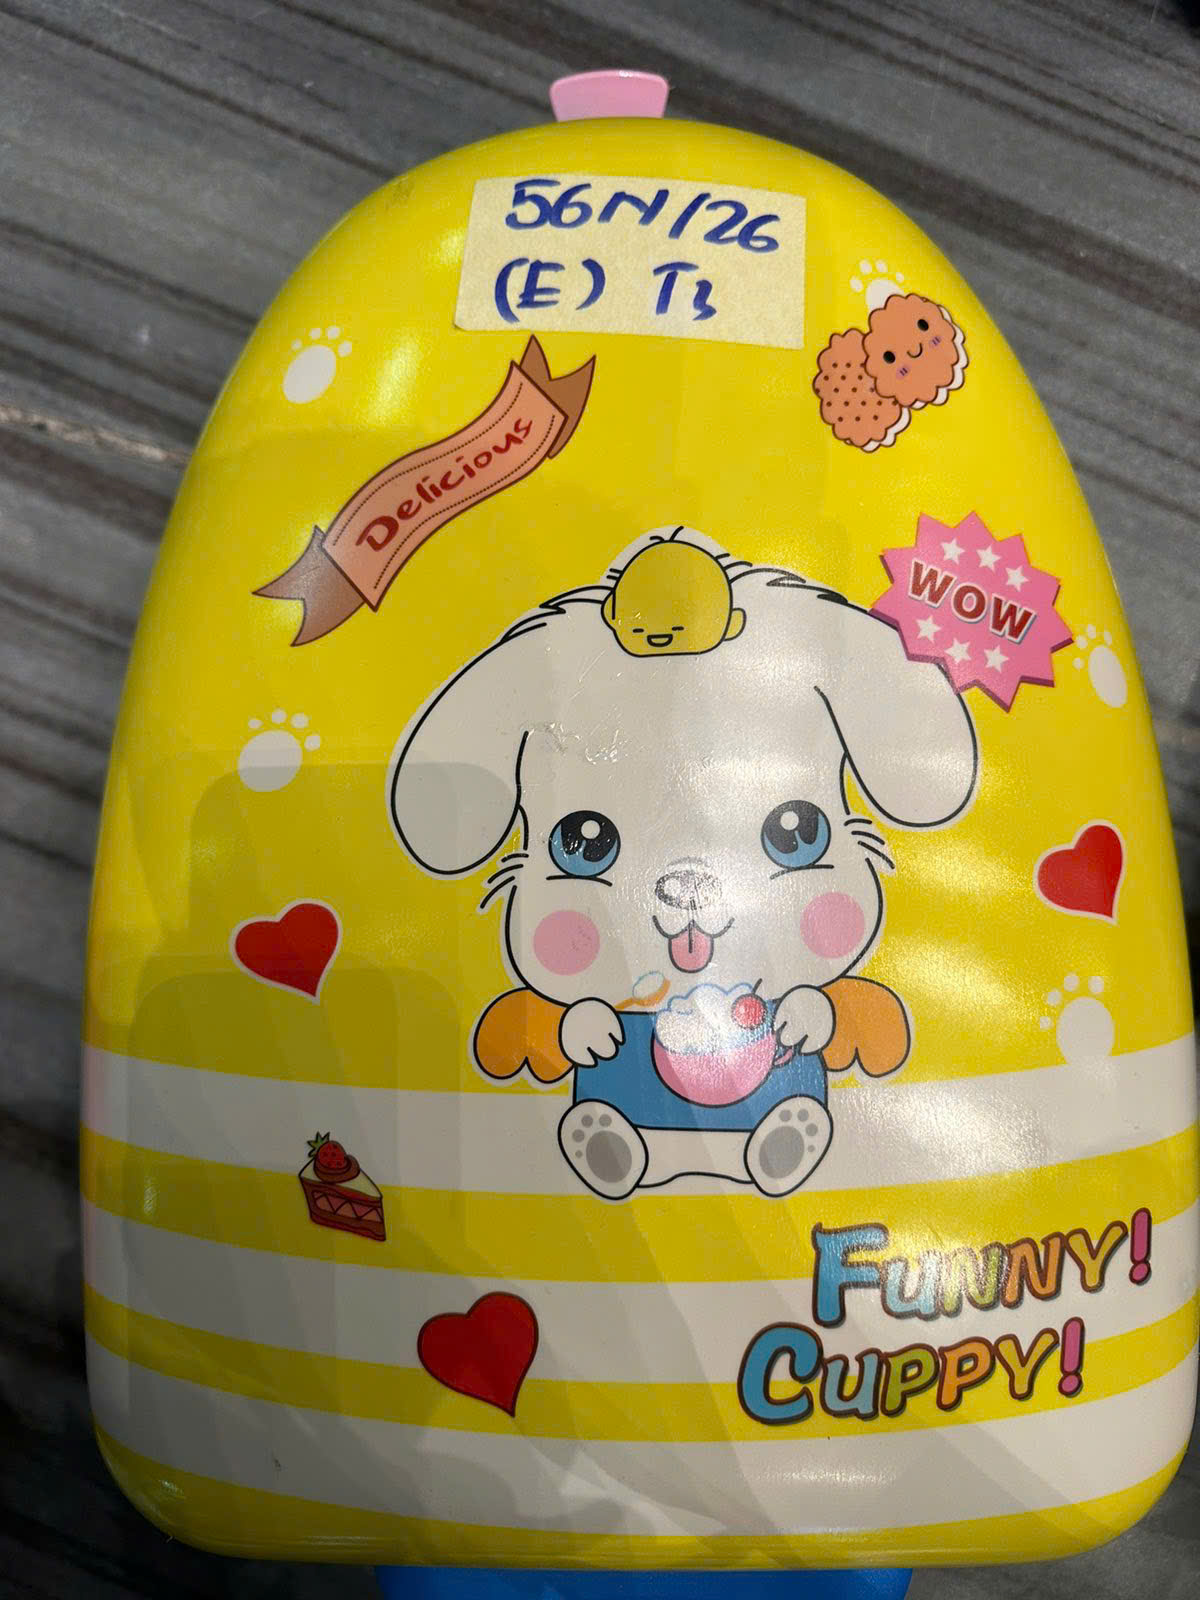 56N/26
(E) T3
Delicious
WOW
FUNNY!
CUPPY!